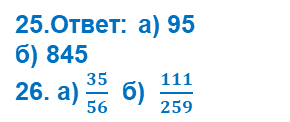 25.Ответ: а) 95
б) 845
26. а) 35/56 б) 111/259